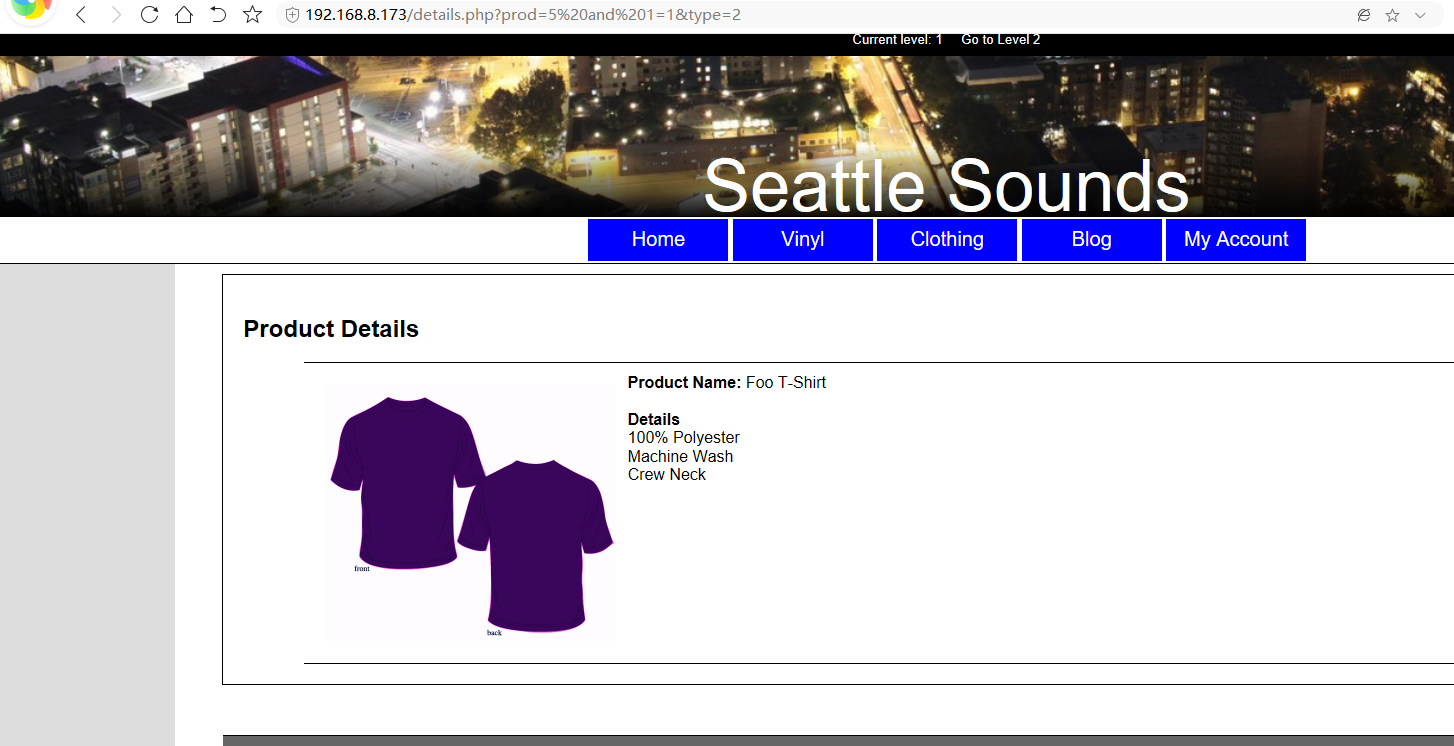 192.168.8.173/details.php?prod=5%20and%201=1&type=2
Current level: 1 Go to Level 2
Seattle Sounds
Home Vinyl Clothing Blog My Account
Product Details
Product Name: Foo T-Shirt
Details
100% Polyester
Machine Wash
Crew Neck
front
back